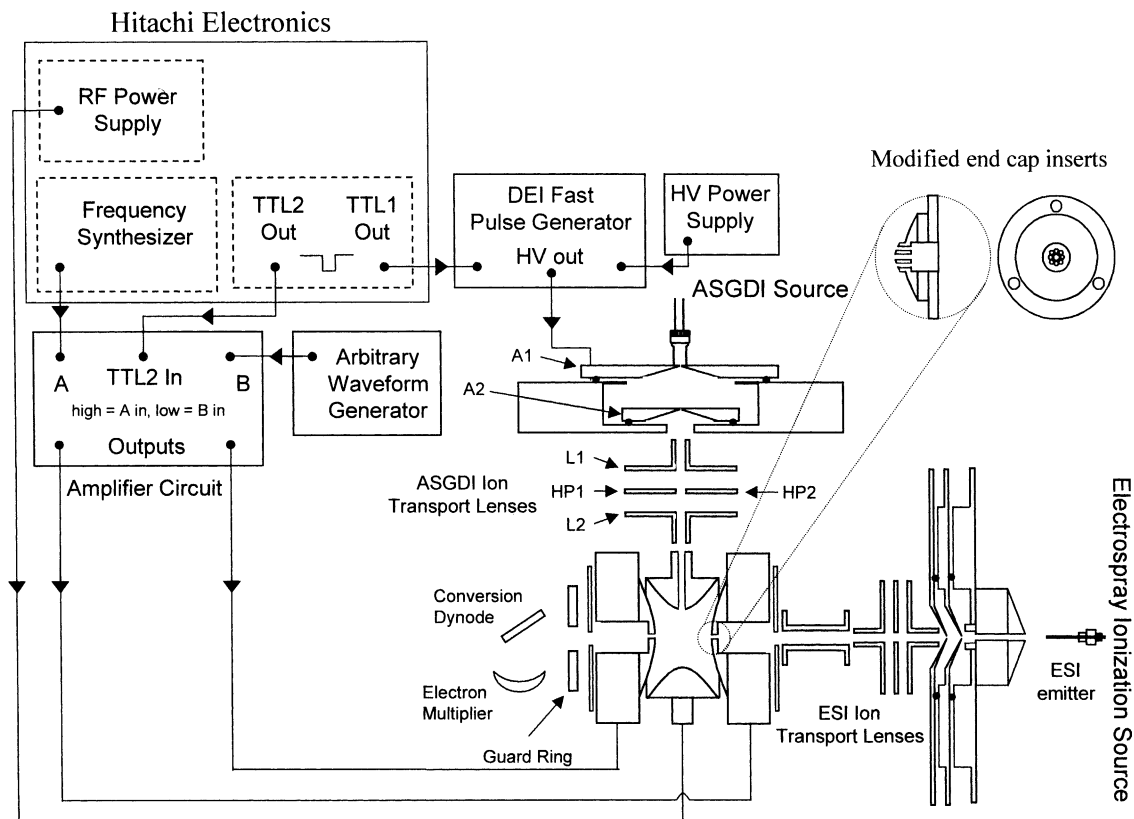 Hitachi Electronics
RF Power
Supply
Frequency
Synthesizer
TTL2
Out
TTL1
Out
DEI Fast
Pulse Generator
HV out
HV Power
Supply
Modified end cap inserts
ASGDI Source
A
TTL2 In
B
high = A in, low = B in
Outputs
Amplifier Circuit
Arbitrary
Waveform
Generator
A1
A2
L1
HP1
HP2
L2
ASGDI Ion
Transport Lenses
Conversion
Dynode
Electron
Multiplier
Guard Ring
ESI Ion
Transport Lenses
ESI
emitter
Electrospray Ionization Source